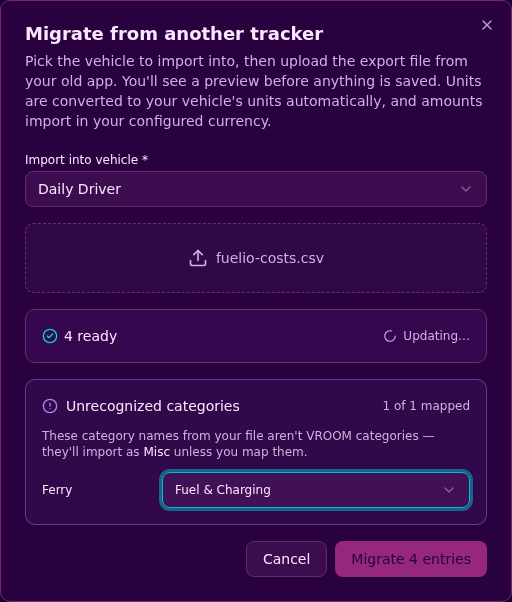 Migrate from another tracker
Pick the vehicle to import into, then upload the export file from
your old app. You'll see a preview before anything is saved. Units
are converted to your vehicle's units automatically, and amounts
import in your configured currency.
Import into vehicle *
Daily Driver
fuelio-costs.csv
4 ready
Updating...
Unrecognized categories
1 of 1 mapped
These category names from your file aren't VROOM categories —
they'll import as Misc unless you map them.
Ferry
Fuel & Charging
Cancel
Migrate 4 entries